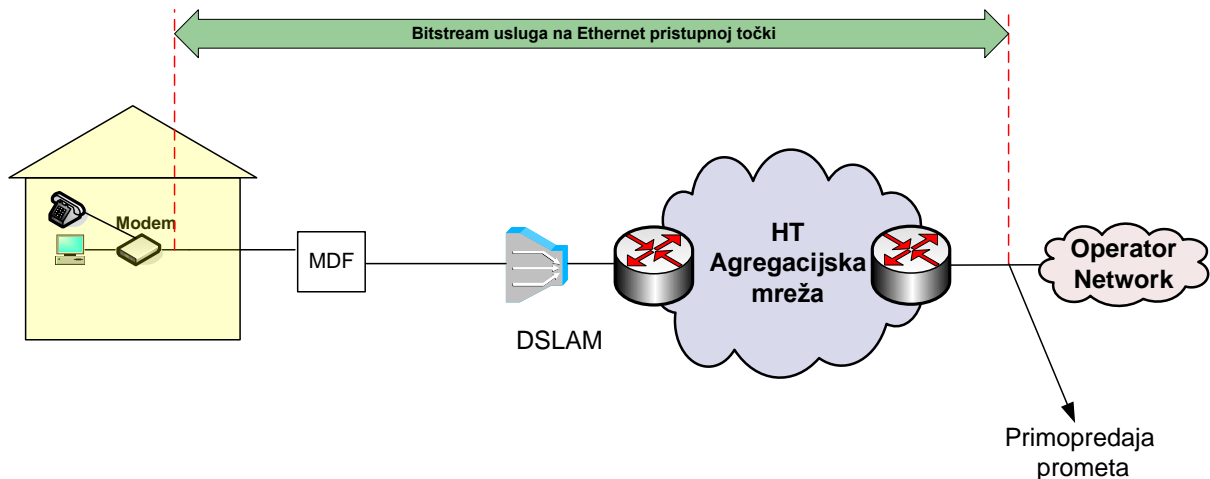 Bitstream usluga na Ethernet pristupnoj točki
Modem
MDF
DSLAM
HT
Agregacijska
mreža
Operator
Network
Primopredaja
prometa